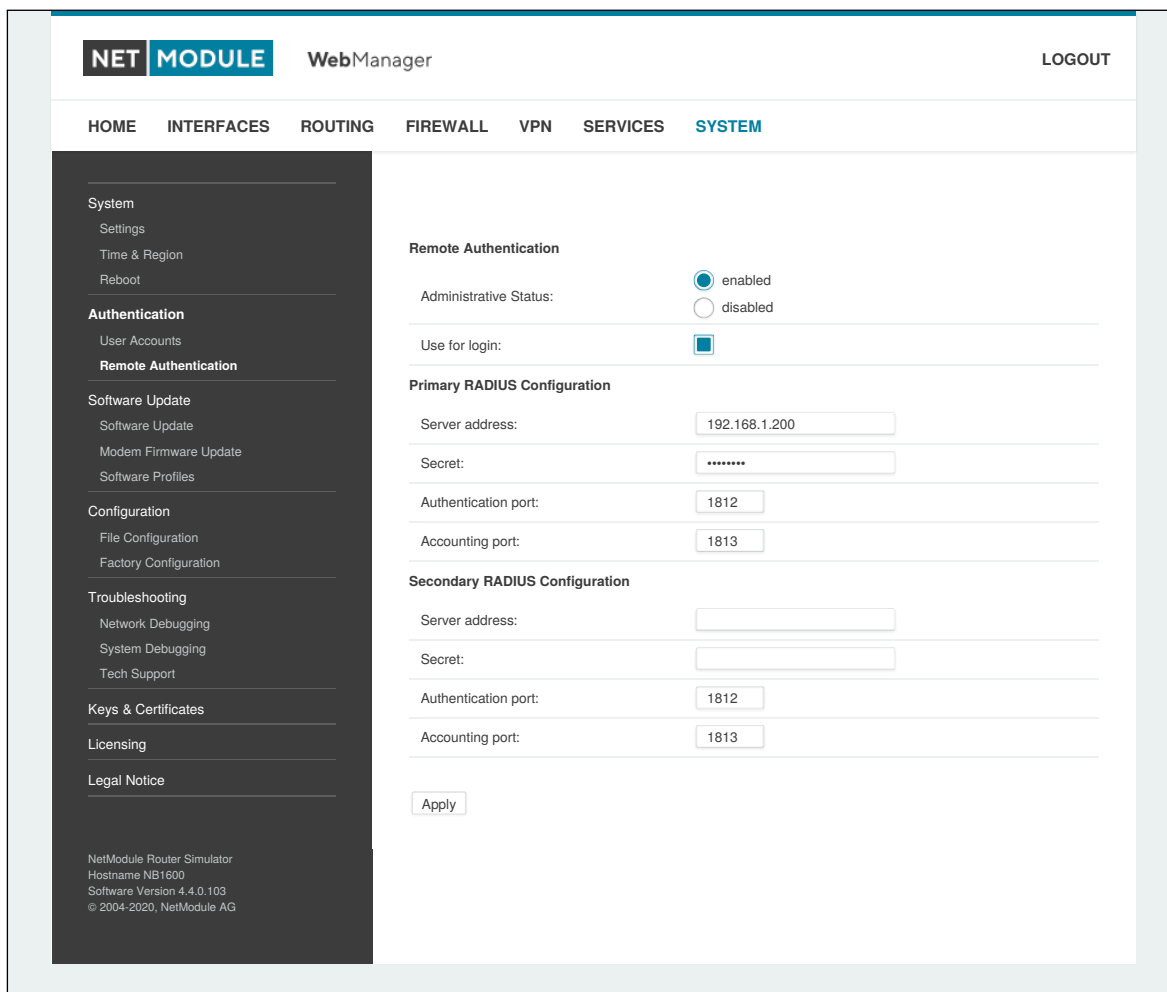 NET MODULE WebManager LOGOUT
HOME INTERFACES ROUTING FIREWALL VPN SERVICES SYSTEM
System
Settings
Time & Region
Reboot
Authentication
User Accounts
Remote Authentication
Software Update
Software Update
Modem Firmware Update
Software Profiles
Configuration
File Configuration
Factory Configuration
Troubleshooting
Network Debugging
System Debugging
Tech Support
Keys & Certificates
Licensing
Legal Notice
NetModule Router Simulator
Hostname NB1600
Software Version 4.4.0.103
© 2004-2020, NetModule AG
Remote Authentication
Administrative Status:
enabled
disabled
Use for login:
Primary RADIUS Configuration
Server address: 192.168.1.200
Secret: ••••••••
Authentication port: 1812
Accounting port: 1813
Secondary RADIUS Configuration
Server address:
Secret:
Authentication port: 1812
Accounting port: 1813
Apply